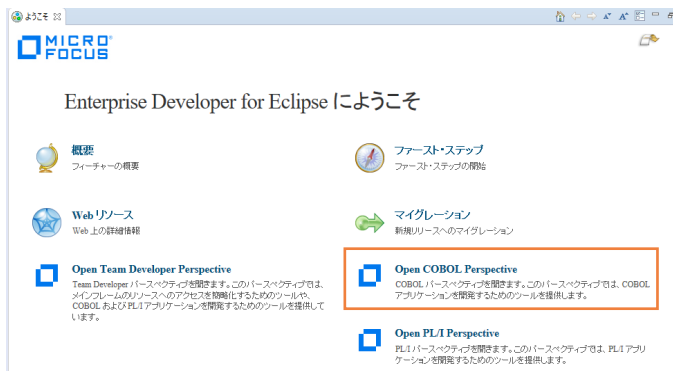 ようこそ
MICRO
FOCUS
Enterprise Developer for Eclipse にようこそ
概要
フィーチャーの概要
ファースト・ステップ
ファースト・ステップの開始
Web リソース
Web 上の詳細情報
マイグレーション
新規リリースへのマイグレーション
Open Team Developer Perspective
Team Developer パースペクティブを開きます。このパースペクティブでは、
メインフレームのリソースへのアクセスを簡略化するためのツールや、
COBOL および PL/I アプリケーションを開発するためのツールを提供して
います。
Open COBOL Perspective
COBOL パースペクティブを開きます。このパースペクティブでは、COBOL
アプリケーションを開発するためのツールを提供します。
Open PL/I Perspective
PL/I パースペクティブを開きます。このパースペクティブでは、PL/I アプリ
ケーションを開発するためのツールを提供します。